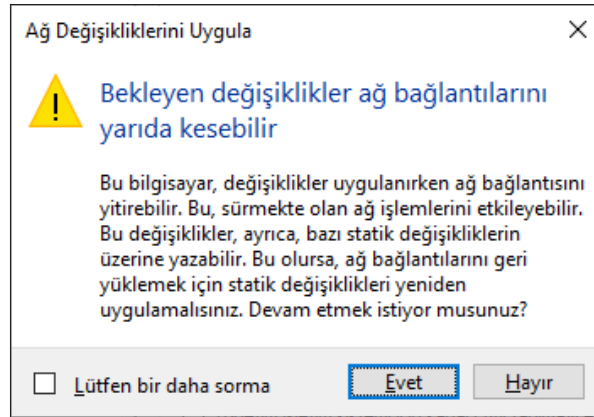 Ağ Değişikliklerini Uygula
Bekleyen değişiklikler ağ bağlantılarını
yarıda kesebilir
Bu bilgisayar, değişiklikler uygulanırken ağ bağlantısını
yitirebilir. Bu, sürmekte olan ağ işlemlerini etkileyebilir.
Bu değişiklikler, ayrıca, bazı statik değişikliklerin
üzerine yazabilir. Bu olursa, ağ bağlantılarını geri
yüklemek için statik değişiklikleri yeniden
uygulamalısınız. Devam etmek istiyor musunuz?
Lütfen bir daha sorma
Evet
Hayır